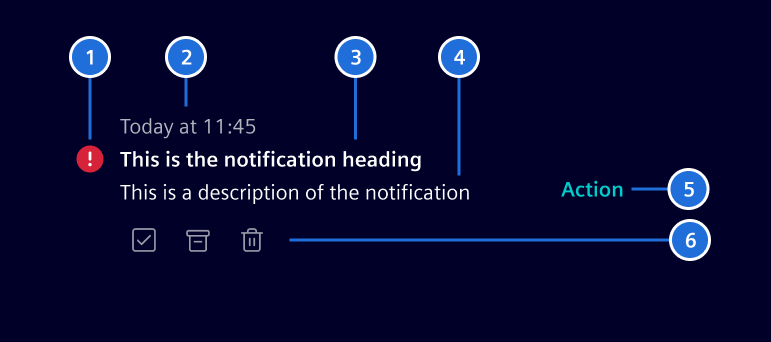 1 2 3 4
Today at 11:45
This is the notification heading
This is a description of the notification
Action 5
6